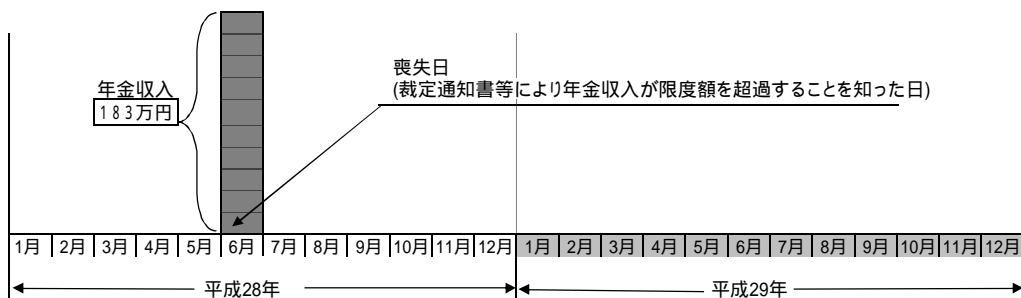 喪失日
(裁定通知書等により年金収入が限度額を超過することを知った日)
年金収入
183万円
1月 2月 3月 4月 5月 6月 7月 8月 9月 10月 11月 12月 1月 2月 3月 4月 5月 6月 7月 8月 9月 10月 11月 12月
平成28年 平成29年